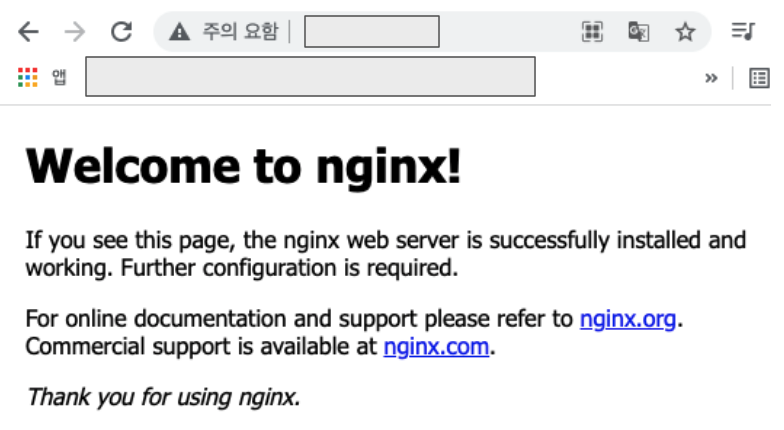 주의 요함
앱
Welcome to nginx!
If you see this page, the nginx web server is successfully installed and
working. Further configuration is required.
For online documentation and support please refer to nginx.org.
Commercial support is available at nginx.com.
Thank you for using nginx.